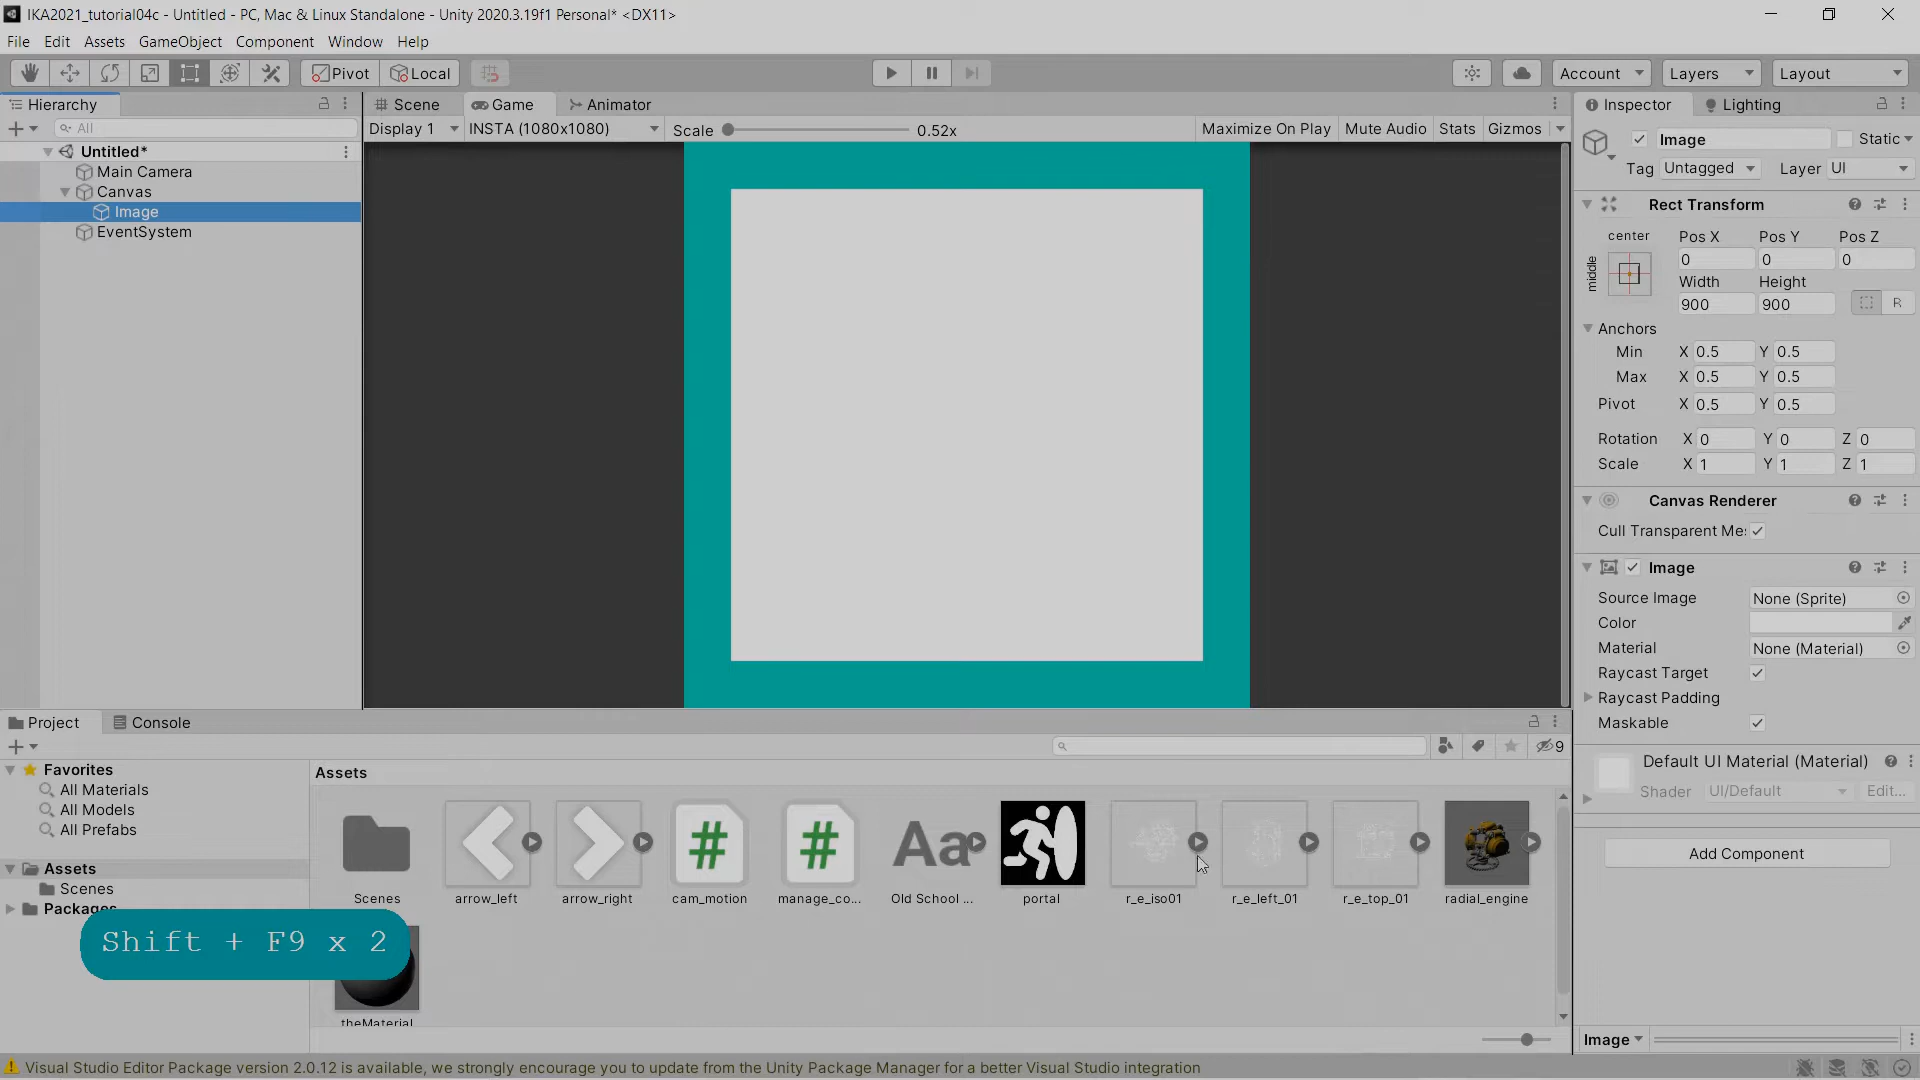 IKA2021_tutorial04c - Untitled - PC, Mac & Linux Standalone - Unity 2020.3.19f1 Personal* <DX11>
File Edit Assets GameObject Component Window Help
Pivot Local Account Layers Layout
Hierarchy Scene Game Animator Inspector Lighting
All Display 1 INSTA (1080x1080) Scale 0.52x Maximize On Play Mute Audio Stats Gizmos
Image Static
Untitled*
Main Camera
Canvas
Image
EventSystem
Tag Untagged Layer UI
Rect Transform
center Pos X Pos Y Pos Z
middle 0 0 0
Width Height
900 900 R
Anchors
Min X 0.5 Y 0.5
Max X 0.5 Y 0.5
Pivot X 0.5 Y 0.5
Rotation X 0 Y 0 Z 0
Scale X 1 Y 1 Z 1
Canvas Renderer
Cull Transparent Me:
Image
Source Image None (Sprite)
Color
Material None (Material)
Raycast Target
Raycast Padding
Maskable
Default UI Material (Material)
Shader UI/Default Edit...
Add Component
Image
Project Console
9
Favorites
All Materials
All Models
All Prefabs
Assets
Scenes
Packages
Assets
# # Aa
Scenes arrow_left arrow_right cam_motion manage_co... Old School ... portal r_e_iso01 r_e_left_01 r_e_top_01 radial_engine
theMaterial
Shift + F9 x 2
Visual Studio Editor Package version 2.0.12 is available, we strongly encourage you to update from the Unity Package Manager for a better Visual Studio integration